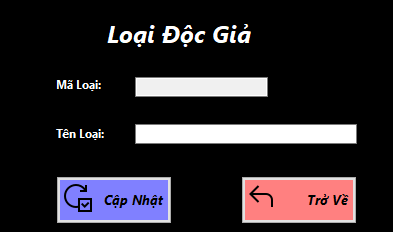 Loại Độc Giả
Mã Loại:
Tên Loại:
Cập Nhật
Trở Về